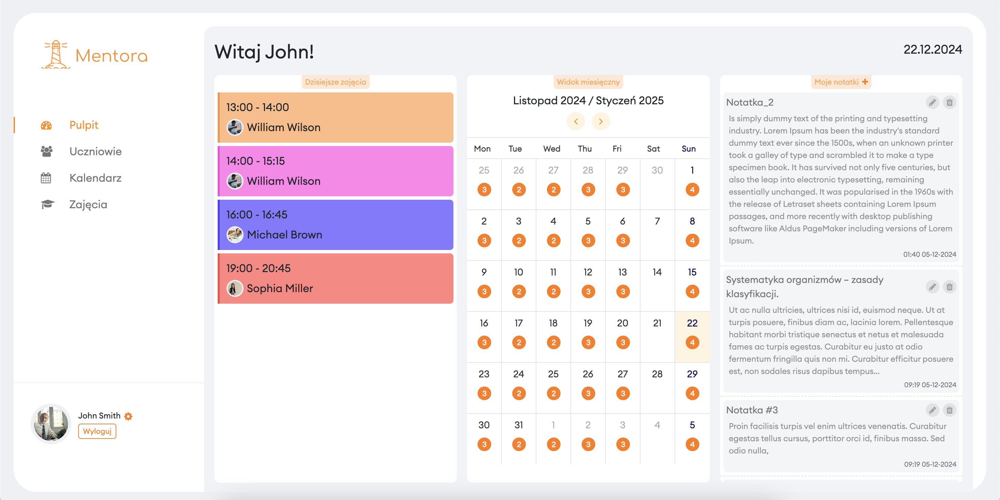 Mentora
Pulpit
Uczniowie
Kalendarz
Zajęcia
John Smith
Wyloguj
Witaj John!
22.12.2024
Dzisiejsze zajęcia
13:00 - 14:00
William Wilson
14:00 - 15:15
William Wilson
16:00 - 16:45
Michael Brown
19:00 - 20:45
Sophia Miller
Widok miesięczny
Listopad 2024 / Styczeń 2025
Mon Tue Wed Thu Fri Sat Sun
25 26 27 28 29 30 1
3 2 2 3 3 4
2 3 4 5 6 7 8
3 2 2 3 3 4
9 10 11 12 13 14 15
3 2 2 3 3 4
16 17 18 19 20 21 22
3 2 2 3 3 4
23 24 25 26 27 28 29
3 2 2 3 3 4
30 31 1 2 3 4 5
3 2 2 3 3 4
Moje notatki
Notatka_2
Is simply dummy text of the printing and typesetting
industry. Lorem Ipsum has been the industry's standard
dummy text ever since the 1500s, when an unknown printer
took a galley of type and scrambled it to make a type
specimen book. It has survived not only five centuries, but
also the leap into electronic typesetting, remaining
essentially unchanged. It was popularised in the 1960s with
the release of Letraset sheets containing Lorem Ipsum
passages, and more recently with desktop publishing
software like Aldus PageMaker including versions of Lorem
Ipsum.
01:40 05-12-2024
Systematyka organizmów – zasady
klasyfikacji.
Ut ac nulla ultricies, ultrices nisi id, euismod neque. Ut at
turpis posuere, finibus diam ac, lacinia lorem. Pellentesque
habitant morbi tristique senectus et netus et malesuada
fames ac turpis egestas. Curabitur eu justo at odio
fermentum fringilla quis non mi. Curabitur efficitur posuere
est, non sodales risus dapibus tempus...
09:19 05-12-2024
Notatka #3
Proin facilisis turpis vel enim ultrices venenatis. Curabitur
egestas tellus cursus, porttitor orci id, finibus massa. Sed
odio nulla,
09:19 05-12-2024